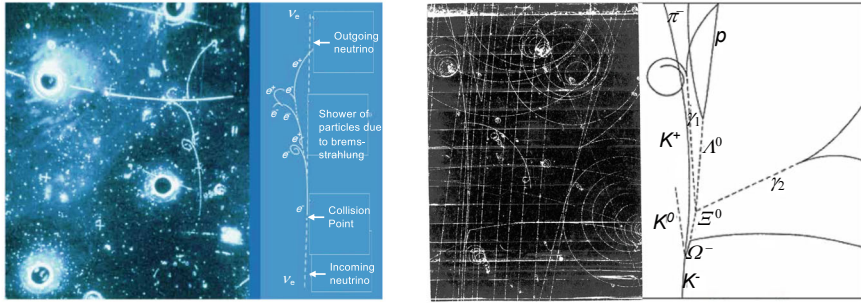 νe
Outgoing
neutrino
e+
e-
e+
e-
e-
e-
Shower of
particles due
to brems-
strahlung
e+
e-
e-
Collision
Point
νe
Incoming
neutrino
π−
p
γ1
K+
Λ0
γ2
K0
Ξ0
Ω−
K-